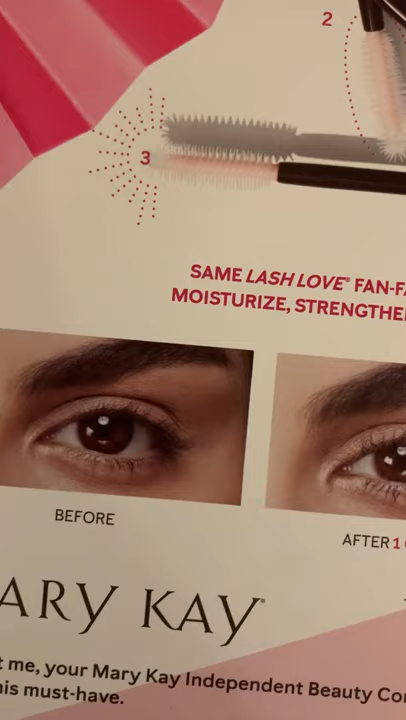 2
3
SAME LASH LOVE® FAN-FA
MOISTURIZE, STRENGTHE
BEFORE
AFTER 1
ARY KAY®
t me, your Mary Kay Independent Beauty Co
his must-have.